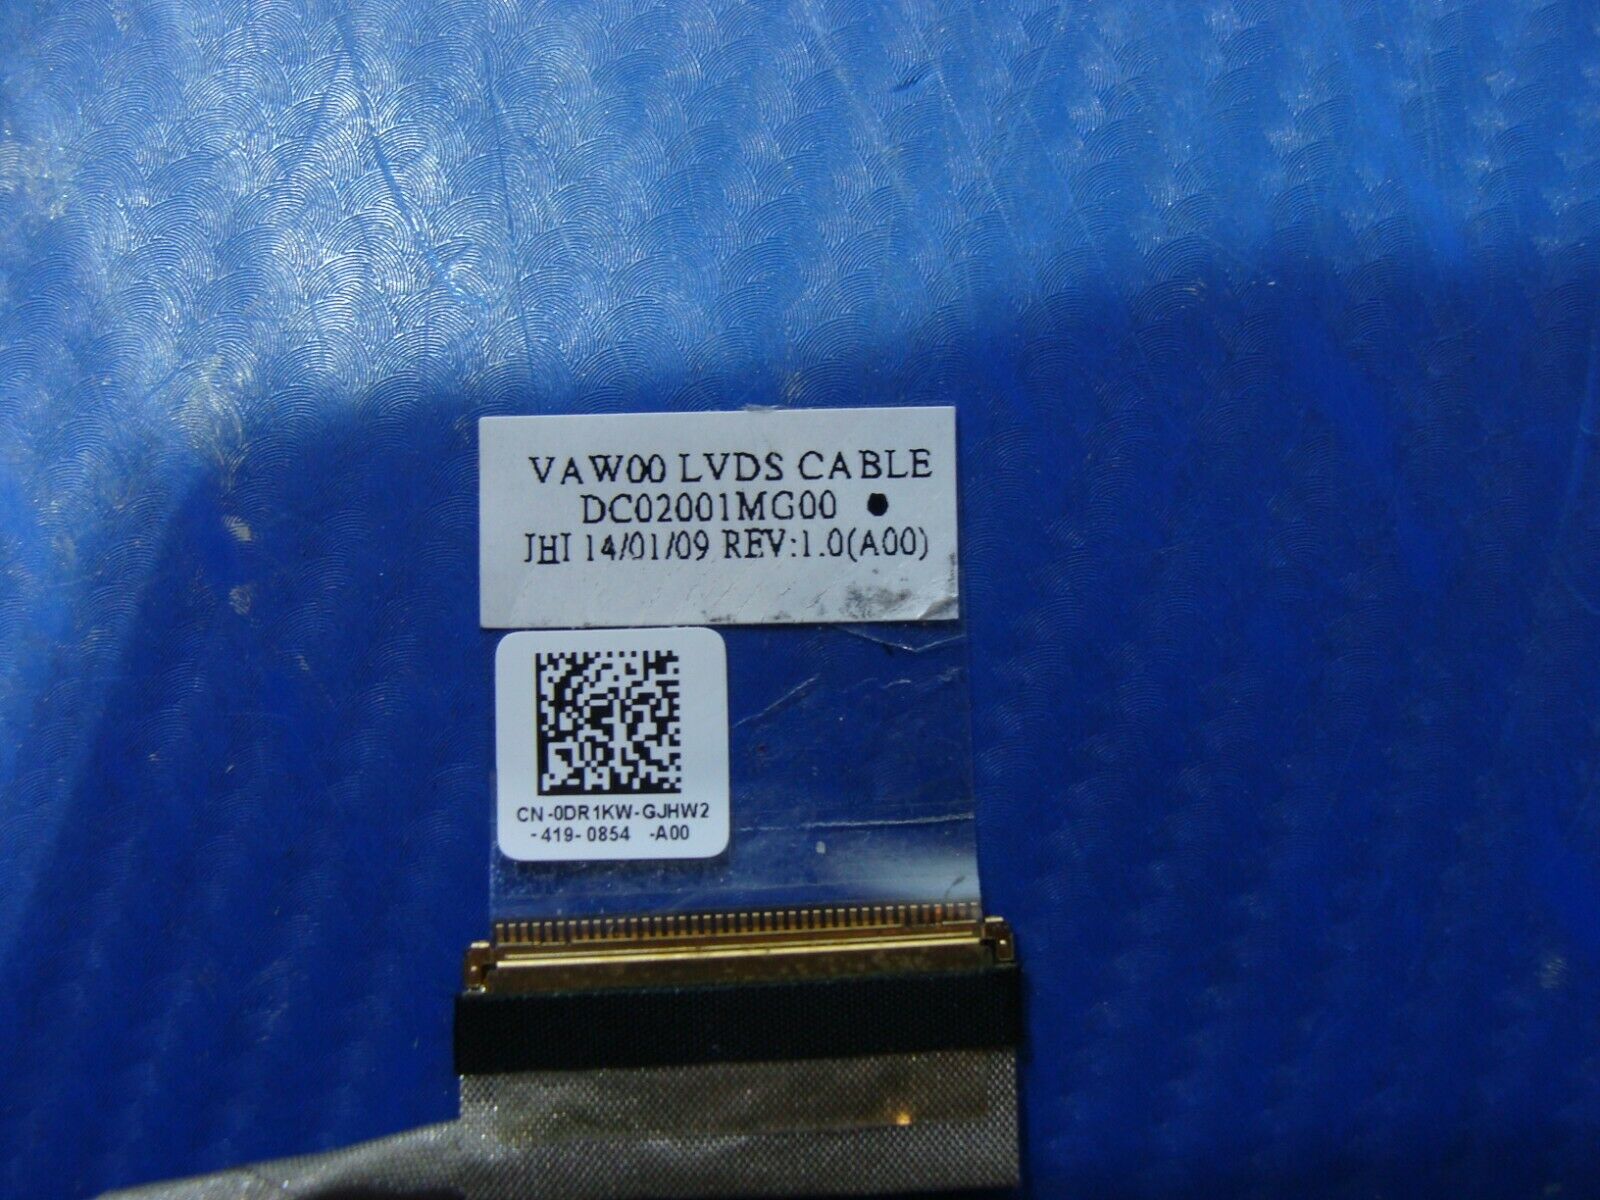 VAW00 LVDS CABLE
DC02001MG00 ●
JHI 14/01/09 REV:1.0(A00)
CN-0DR1KW-GJHW2
-419-0854 -A00